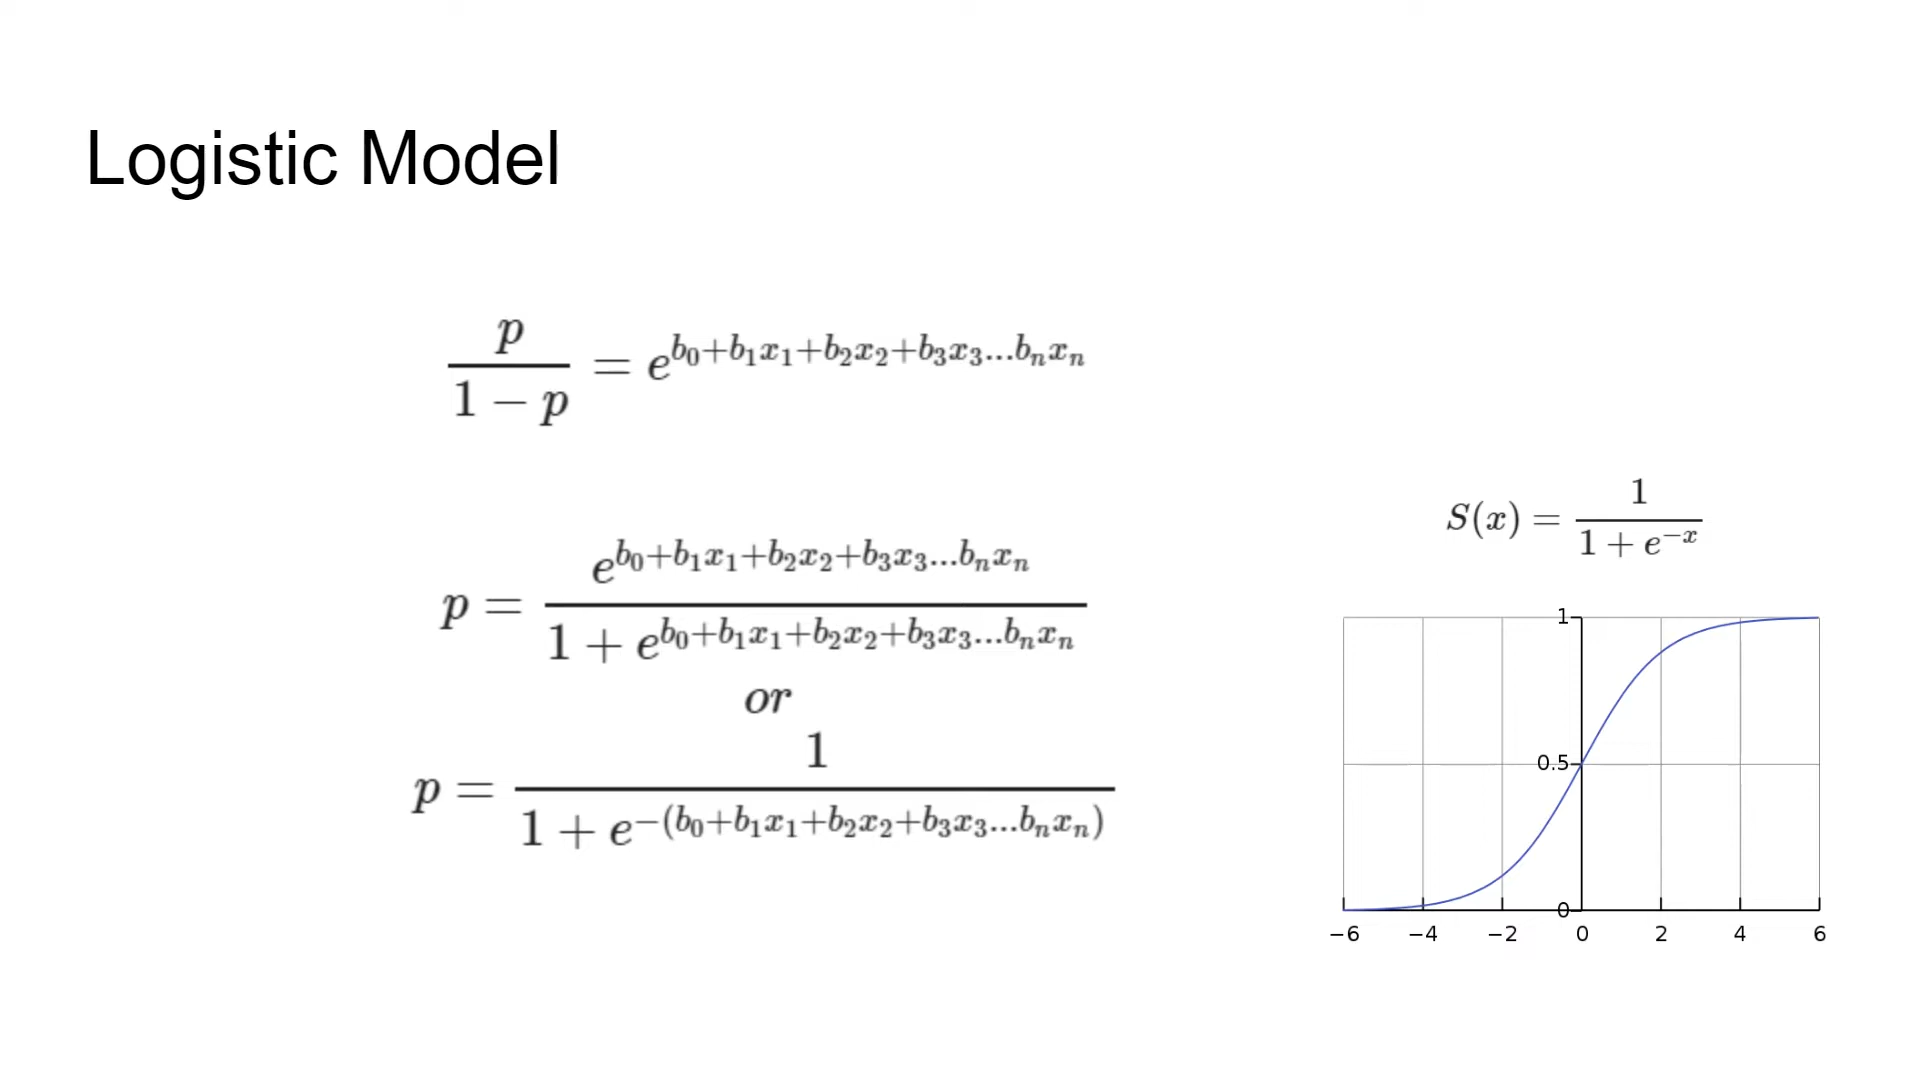 Logistic Model
p
1 − p
= e^{b₀+b₁x₁+b₂x₂+b₃x₃...bₙxₙ}
p =
e^{b₀+b₁x₁+b₂x₂+b₃x₃...bₙxₙ}
1 + e^{b₀+b₁x₁+b₂x₂+b₃x₃...bₙxₙ}
or
p =
1
1 + e^{−(b₀+b₁x₁+b₂x₂+b₃x₃...bₙxₙ)}
S(x) =
1
1 + e^{−x}
1
0.5
0
−6 −4 −2 0 2 4 6